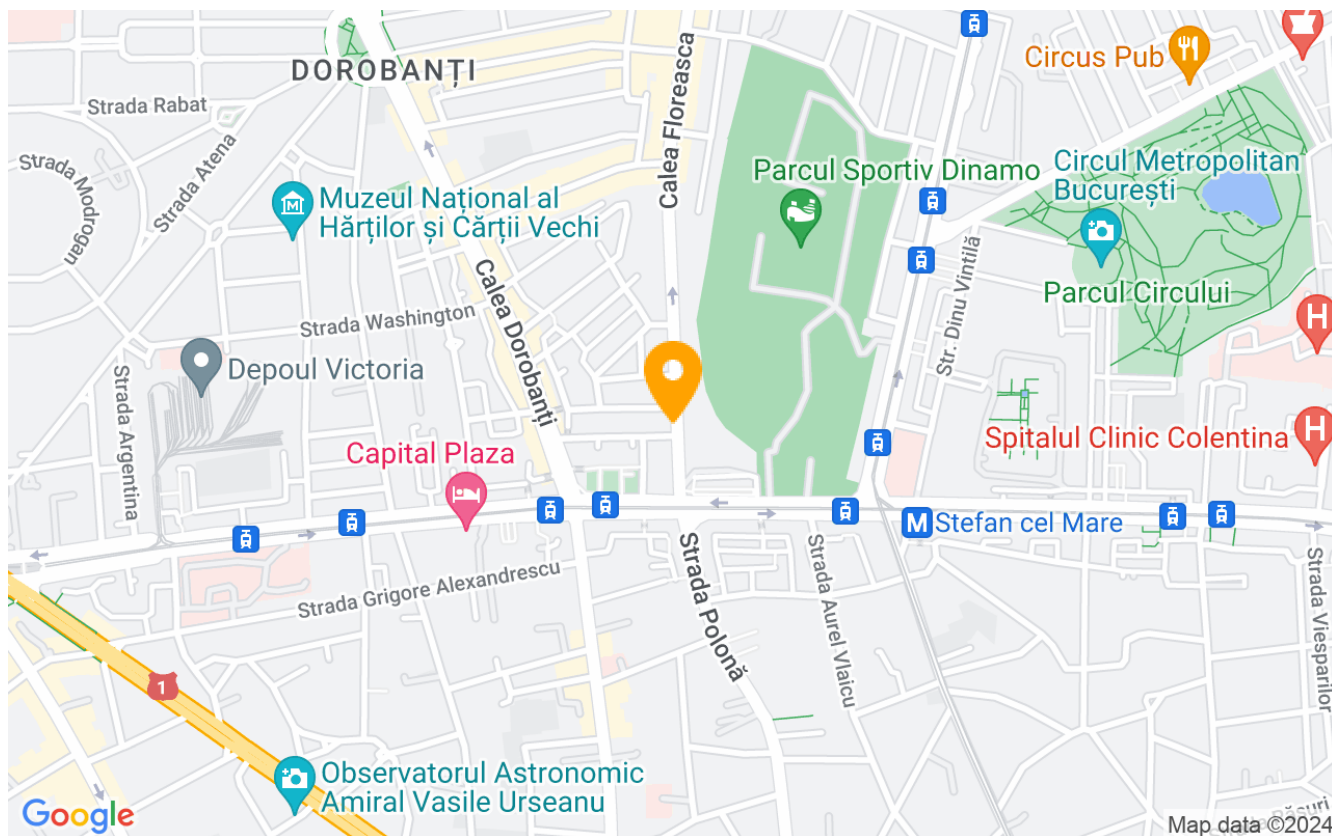 Circus Pub
DOROBANȚI
Strada Rabat
Strada Modrogan
Strada Atena
Calea Floreasca
Parcul Sportiv Dinamo
Circul Metropolitan
București
Muzeul Național al
Hărților și Cărții Vechi
Str. Dinu Vintilă
Parcul Circului
Strada Washington
Calea Dorobanți
H
Depoul Victoria
Strada Argentina
Capital Plaza
Spitalul Clinic Colentina
H
M
Stefan cel Mare
Strada Grigore Alexandrescu
Strada Polonă
Strada Aurel Vlaicu
Strada Viesparilor
1
Observatorul Astronomic
Amiral Vasile Urseanu
Google
Map data ©2024